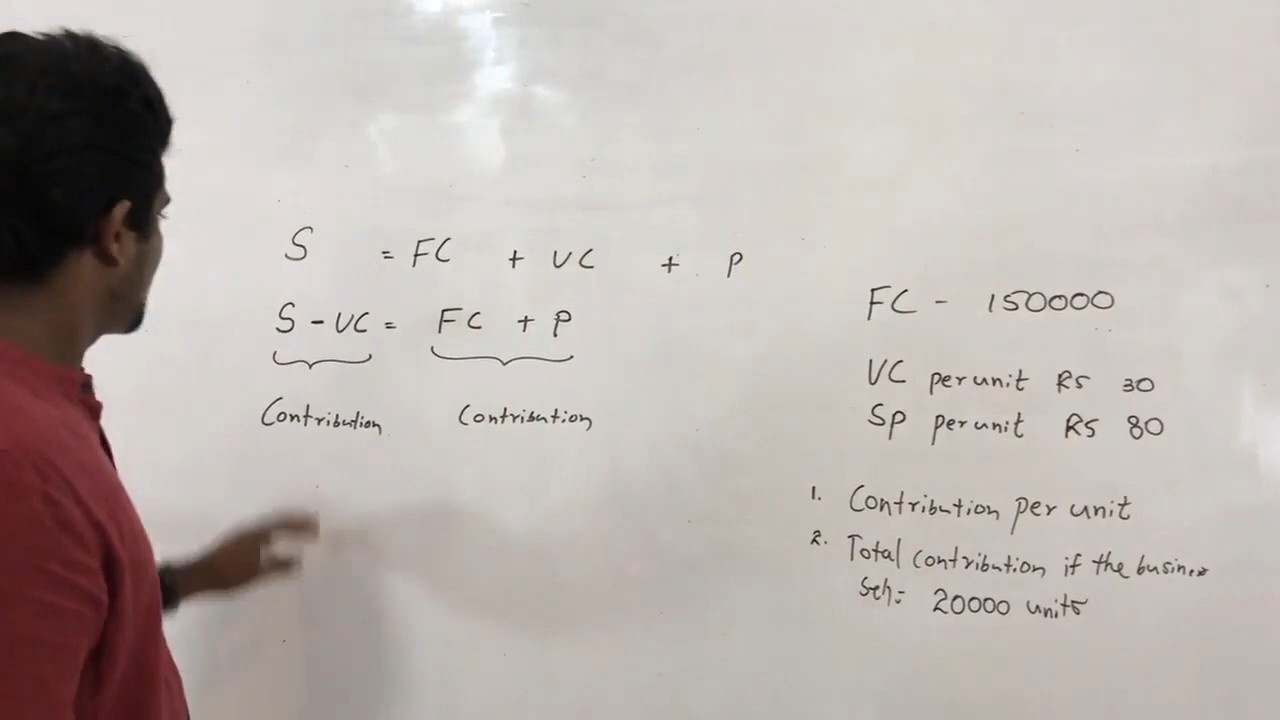 S = FC + VC + P
S - VC = FC + P
Contribution Contribution
FC - 150000
VC per unit RS 30
SP per unit RS 80
1. Contribution per unit
2. Total contribution if the business
20000 units